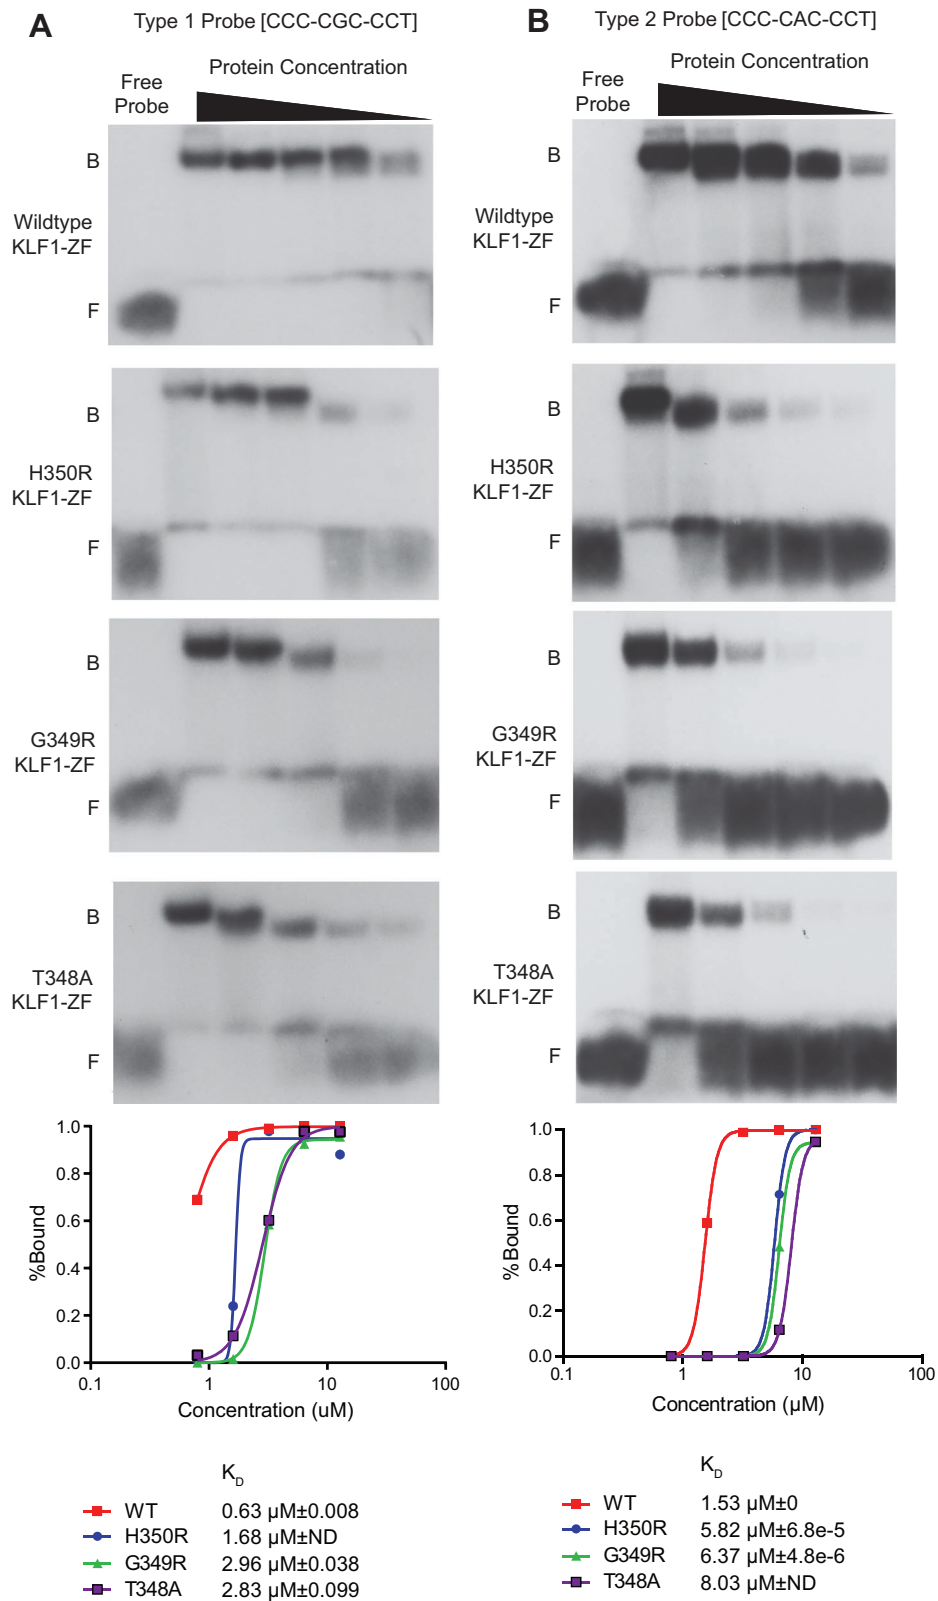 A
Type 1 Probe [CCC-CGC-CCT]
Free
Probe
Protein Concentration
B
Wildtype
KLF1-ZF
F
B
H350R
KLF1-ZF
F
B
G349R
KLF1-ZF
F
B
T348A
KLF1-ZF
F
1.0
0.8
0.6
0.4
0.2
0.0
%Bound
0.1
1
10
100
Concentration (uM)
K_D
WT 0.63 µM±0.008
H350R 1.68 µM±ND
G349R 2.96 µM±0.038
T348A 2.83 µM±0.099
B
Type 2 Probe [CCC-CAC-CCT]
Free
Probe
Protein Concentration
B
Wildtype
KLF1-ZF
F
B
H350R
KLF1-ZF
F
B
G349R
KLF1-ZF
F
B
T348A
KLF1-ZF
F
1.0
0.8
0.6
0.4
0.2
0.0
%Bound
0.1
1
10
100
Concentration (µM)
K_D
WT 1.53 µM±0
H350R 5.82 µM±6.8e-5
G349R 6.37 µM±4.8e-6
T348A 8.03 µM±ND